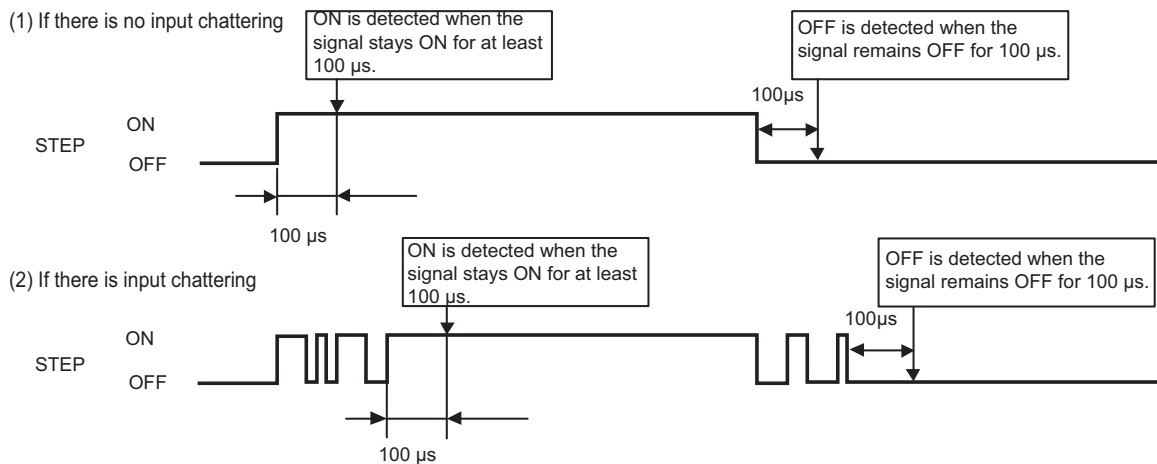 (1) If there is no input chattering
ON is detected when the
signal stays ON for at least
100 µs.
OFF is detected when the
signal remains OFF for 100 µs.
100µs
STEP
ON
OFF
100 µs
(2) If there is input chattering
ON is detected when the
signal stays ON for at least
100 µs.
OFF is detected when the
signal remains OFF for 100 µs.
100µs
STEP
ON
OFF
100 µs